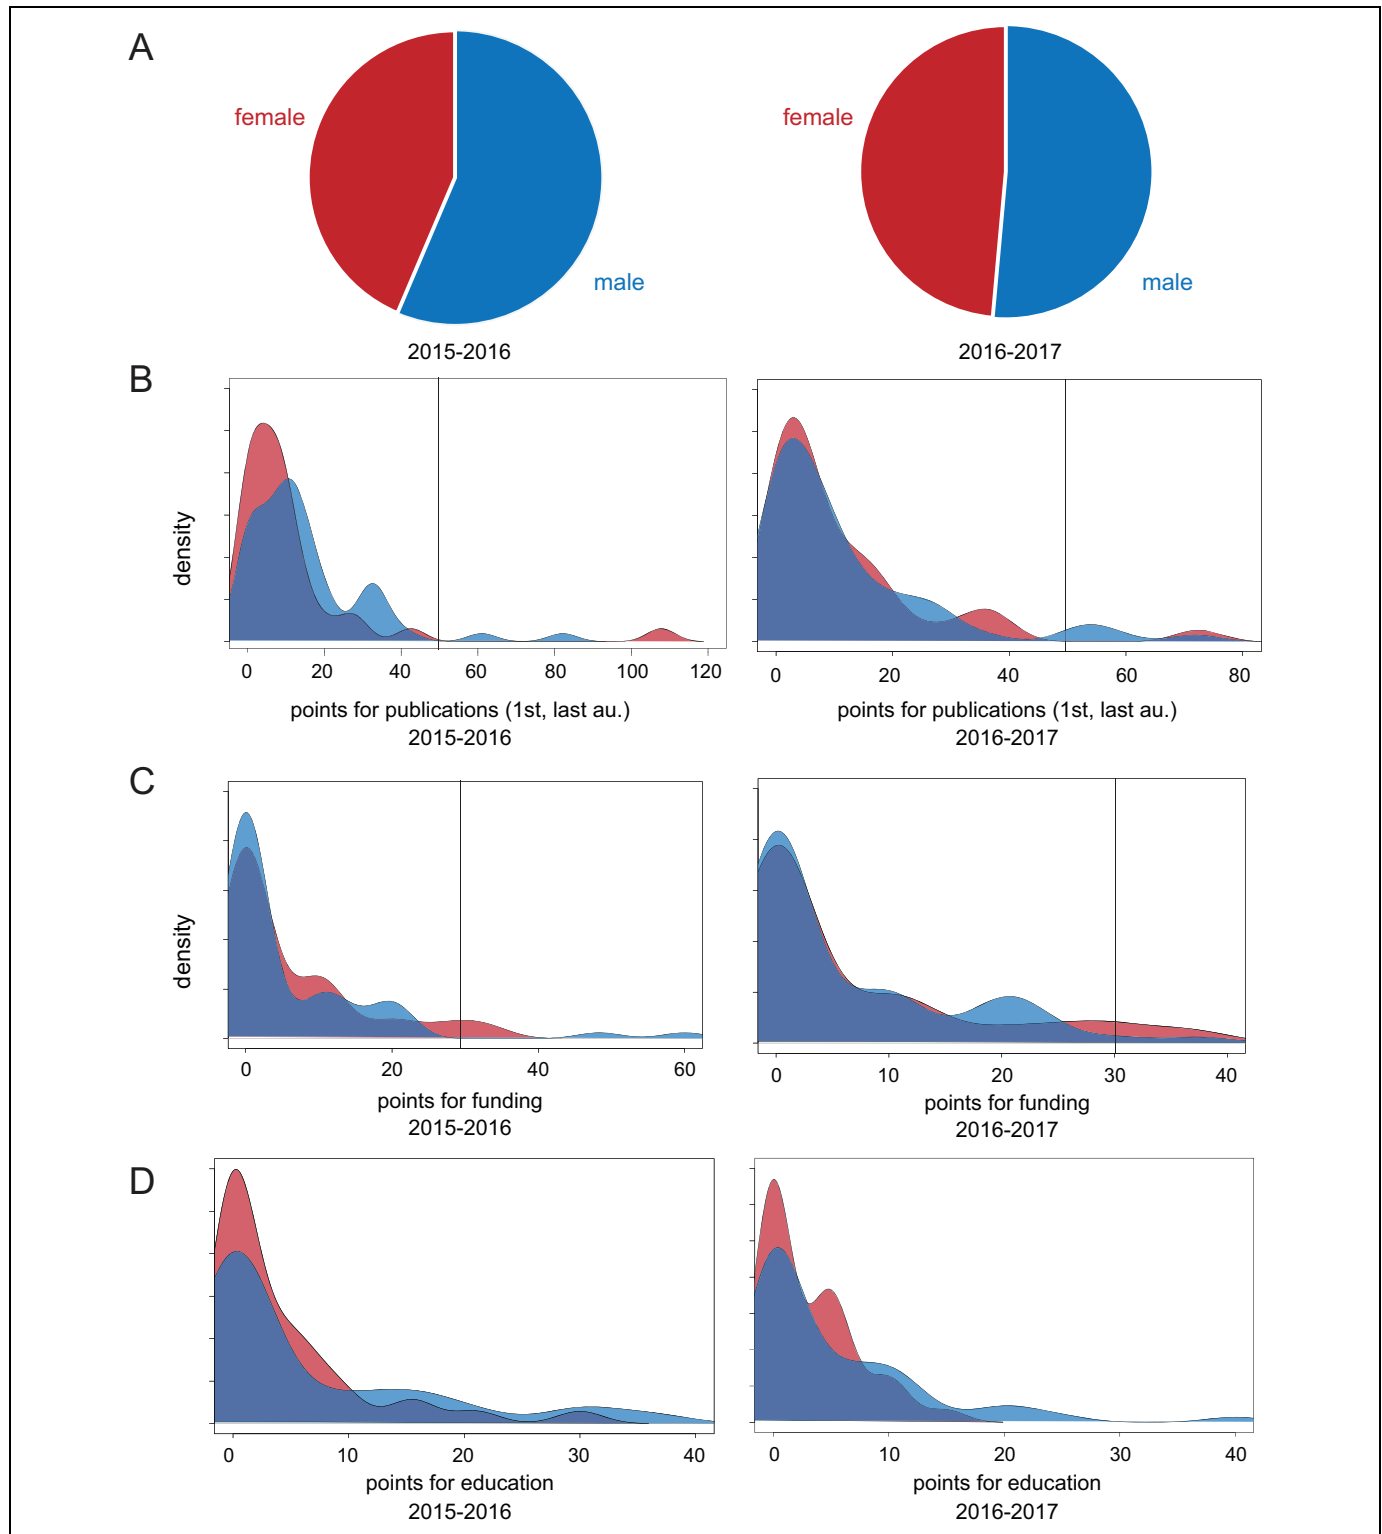 A
female
male
2015-2016
female
male
2016-2017
B
density
0 20 40 60 80 100 120
points for publications (1st, last au.)
2015-2016
0 20 40 60 80
points for publications (1st, last au.)
2016-2017
C
density
0 20 40 60
points for funding
2015-2016
0 10 20 30 40
points for funding
2016-2017
D
0 10 20 30 40
points for education
2015-2016
0 10 20 30 40
points for education
2016-2017